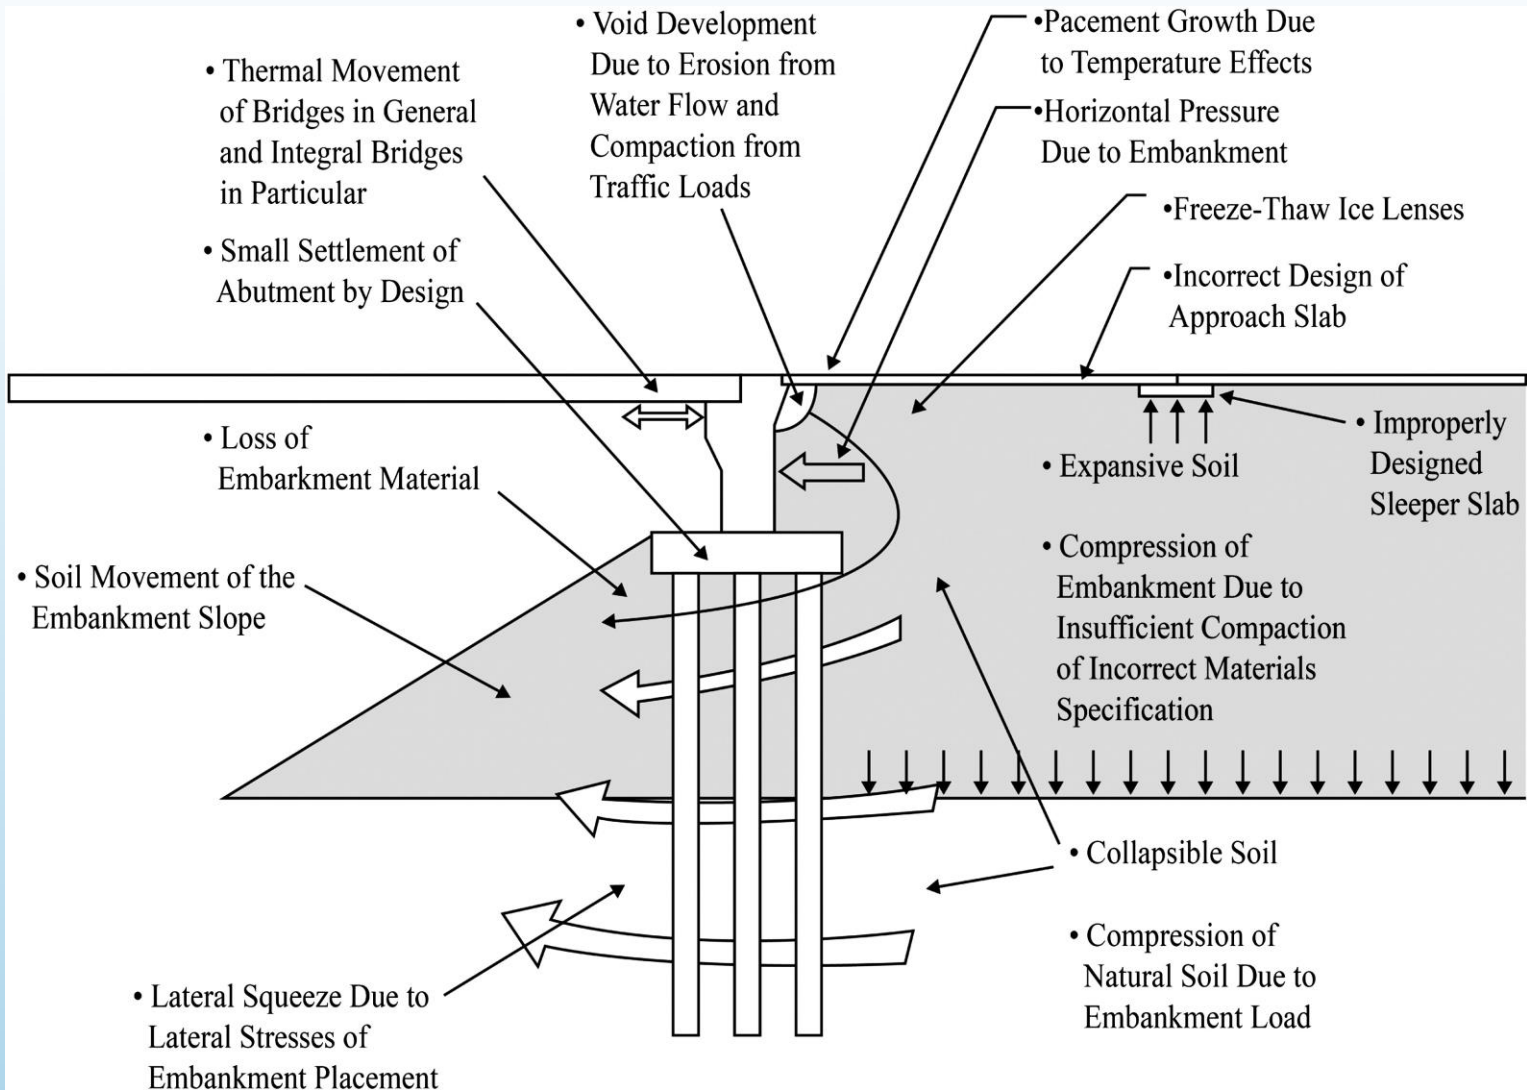 • Thermal Movement
of Bridges in General
and Integral Bridges
in Particular
• Small Settlement of
Abutment by Design
• Void Development
Due to Erosion from
Water Flow and
Compaction from
Traffic Loads
•Pacement Growth Due
to Temperature Effects
•Horizontal Pressure
Due to Embankment
•Freeze-Thaw Ice Lenses
•Incorrect Design of
Approach Slab
• Loss of
Embarkment Material
• Soil Movement of the
Embankment Slope
• Expansive Soil
• Improperly
Designed
Sleeper Slab
• Compression of
Embankment Due to
Insufficient Compaction
of Incorrect Materials
Specification
• Collapsible Soil
• Compression of
Natural Soil Due to
Embankment Load
• Lateral Squeeze Due to
Lateral Stresses of
Embankment Placement